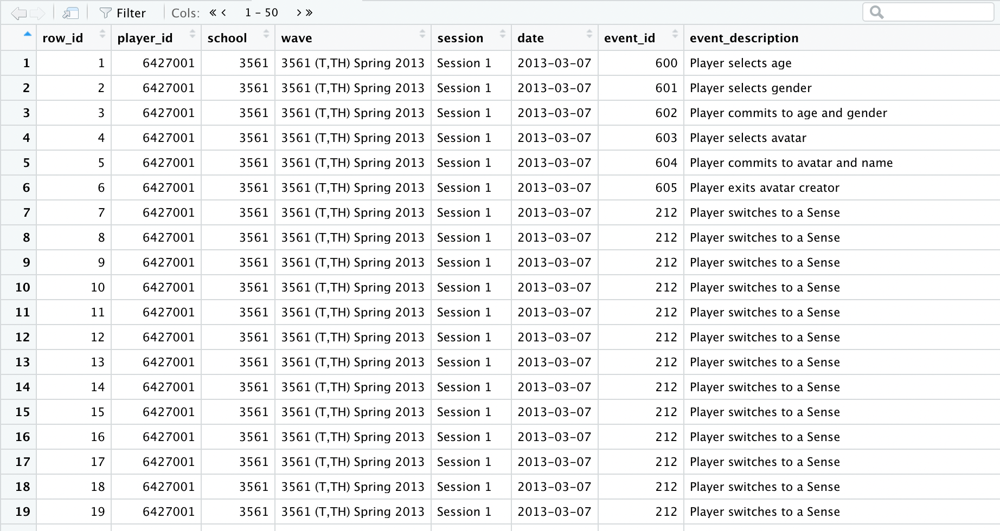 Filter Cols: « < 1 - 50 > »
row_id player_id school wave session date event_id event_description
1 1 6427001 3561 3561 (T,TH) Spring 2013 Session 1 2013-03-07 600 Player selects age
2 2 6427001 3561 3561 (T,TH) Spring 2013 Session 1 2013-03-07 601 Player selects gender
3 3 6427001 3561 3561 (T,TH) Spring 2013 Session 1 2013-03-07 602 Player commits to age and gender
4 4 6427001 3561 3561 (T,TH) Spring 2013 Session 1 2013-03-07 603 Player selects avatar
5 5 6427001 3561 3561 (T,TH) Spring 2013 Session 1 2013-03-07 604 Player commits to avatar and name
6 6 6427001 3561 3561 (T,TH) Spring 2013 Session 1 2013-03-07 605 Player exits avatar creator
7 7 6427001 3561 3561 (T,TH) Spring 2013 Session 1 2013-03-07 212 Player switches to a Sense
8 8 6427001 3561 3561 (T,TH) Spring 2013 Session 1 2013-03-07 212 Player switches to a Sense
9 9 6427001 3561 3561 (T,TH) Spring 2013 Session 1 2013-03-07 212 Player switches to a Sense
10 10 6427001 3561 3561 (T,TH) Spring 2013 Session 1 2013-03-07 212 Player switches to a Sense
11 11 6427001 3561 3561 (T,TH) Spring 2013 Session 1 2013-03-07 212 Player switches to a Sense
12 12 6427001 3561 3561 (T,TH) Spring 2013 Session 1 2013-03-07 212 Player switches to a Sense
13 13 6427001 3561 3561 (T,TH) Spring 2013 Session 1 2013-03-07 212 Player switches to a Sense
14 14 6427001 3561 3561 (T,TH) Spring 2013 Session 1 2013-03-07 212 Player switches to a Sense
15 15 6427001 3561 3561 (T,TH) Spring 2013 Session 1 2013-03-07 212 Player switches to a Sense
16 16 6427001 3561 3561 (T,TH) Spring 2013 Session 1 2013-03-07 212 Player switches to a Sense
17 17 6427001 3561 3561 (T,TH) Spring 2013 Session 1 2013-03-07 212 Player switches to a Sense
18 18 6427001 3561 3561 (T,TH) Spring 2013 Session 1 2013-03-07 212 Player switches to a Sense
19 19 6427001 3561 3561 (T,TH) Spring 2013 Session 1 2013-03-07 212 Player switches to a Sense